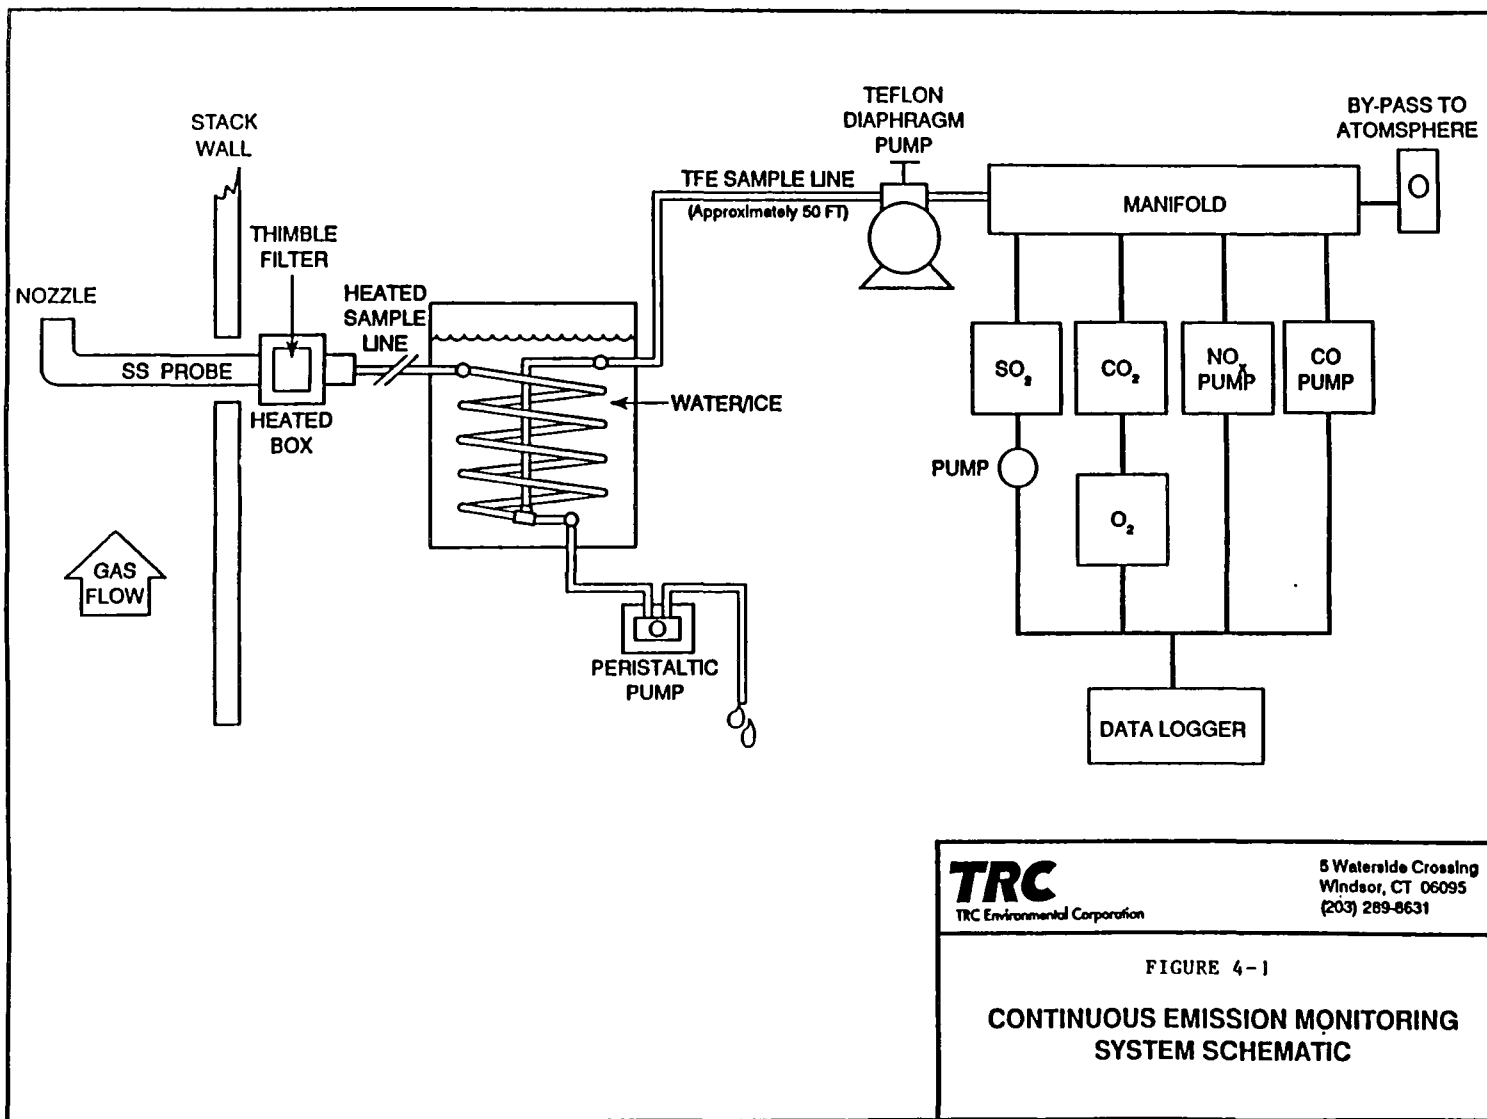 STACK
WALL
THIMBLE
FILTER
NOZZLE
HEATED
SAMPLE
LINE
SS PROBE
HEATED
BOX
WATER/ICE
GAS
FLOW
PERISTALTIC
PUMP
TFE SAMPLE LINE
(Approximately 50 FT)
TEFLON
DIAPHRAGM
PUMP
MANIFOLD
BY-PASS TO
ATOMSPHERE
SO₂
CO₂
NOₓ
PUMP
CO
PUMP
PUMP
O₂
DATA LOGGER
TRC
TRC Environmental Corporation
5 Waterside Crossing
Windsor, CT 06095
(203) 289-8631
FIGURE 4-1
CONTINUOUS EMISSION MONITORING
SYSTEM SCHEMATIC